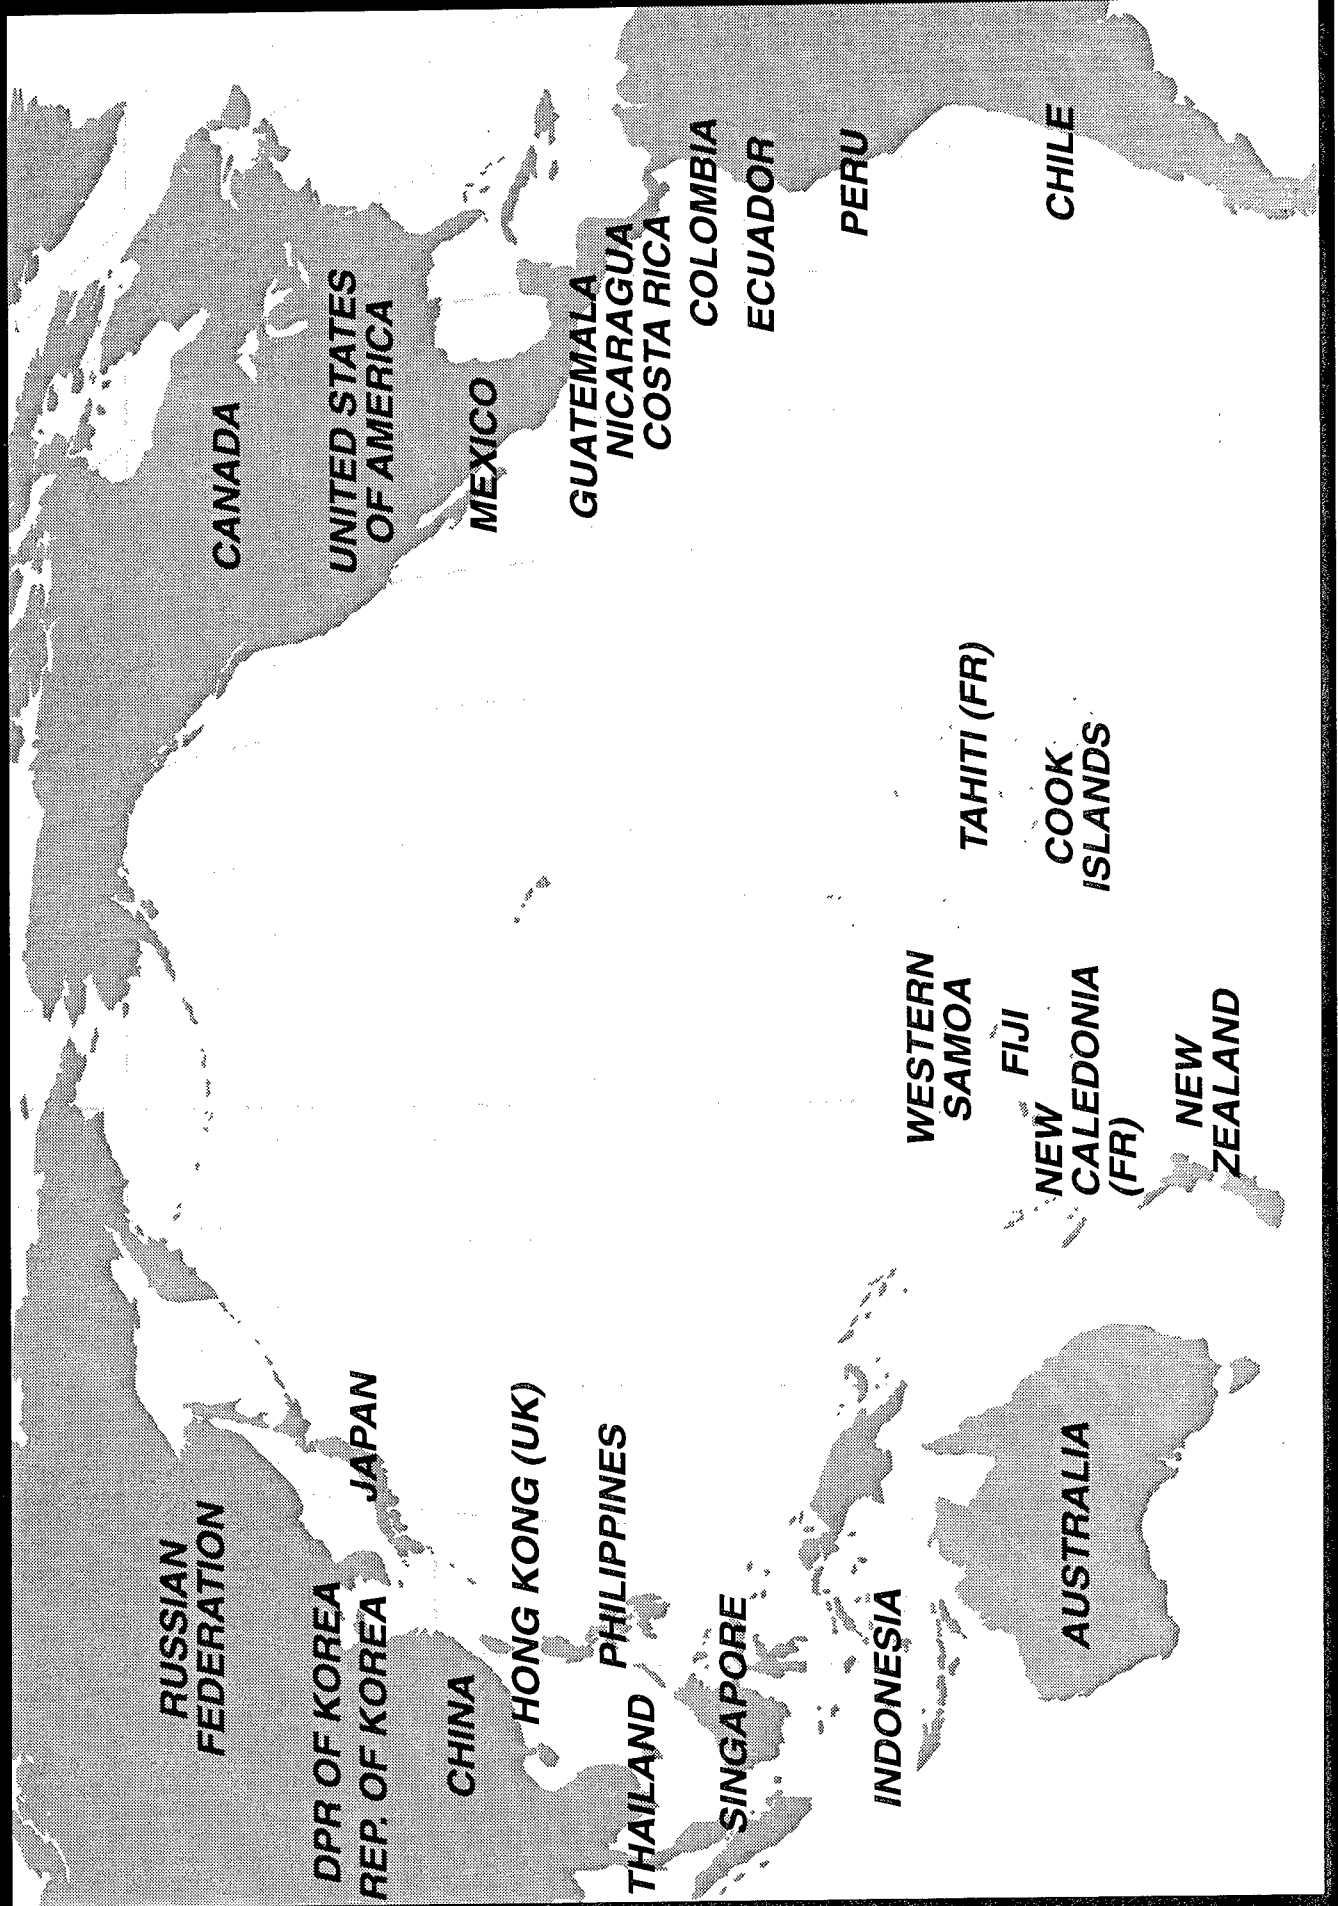 RUSSIAN
FEDERATION
DPR OF KOREA
REP. OF KOREA
JAPAN
CHINA
HONG KONG (UK)
PHILIPPINES
THAILAND
SINGAPORE
INDONESIA
AUSTRALIA
WESTERN
SAMOA
FIJI
NEW
CALEDONIA
(FR)
NEW
ZEALAND
TAHITI (FR)
COOK
ISLANDS
CANADA
UNITED STATES
OF AMERICA
MEXICO
GUATEMALA
NICARAGUA
COSTA RICA
COLOMBIA
ECUADOR
PERU
CHILE